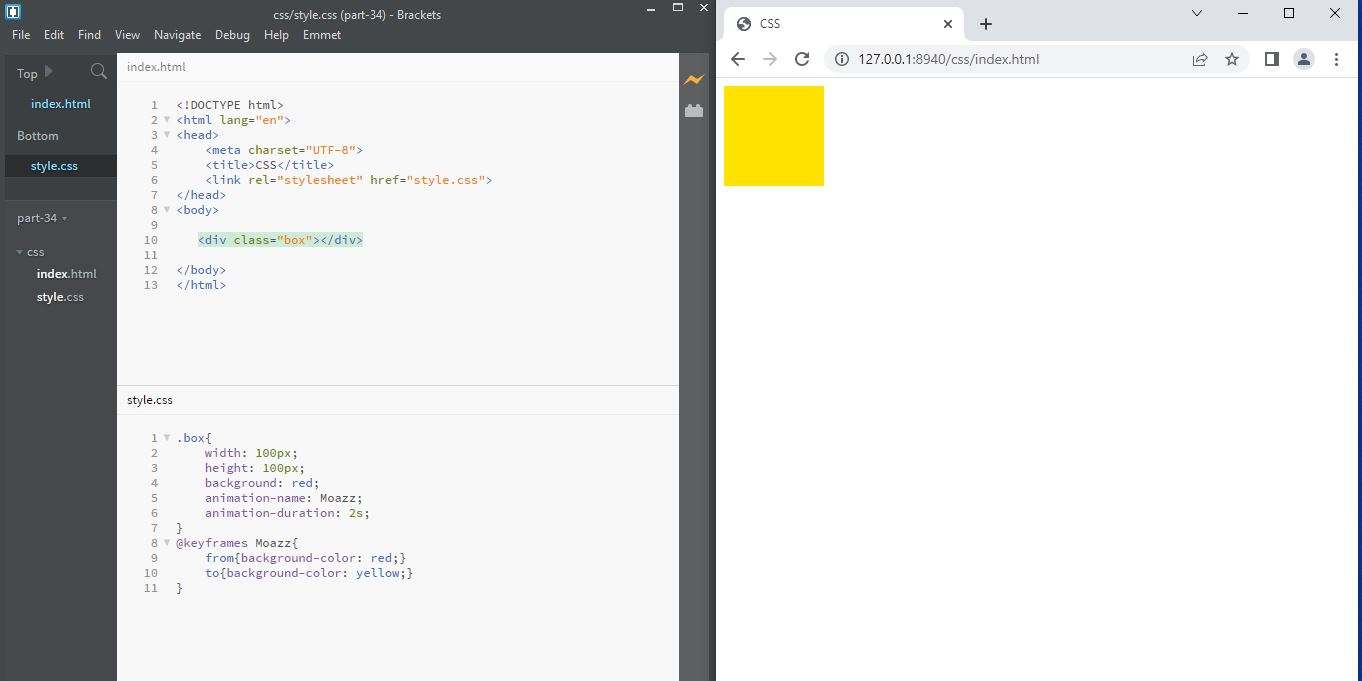 css/style.css (part-34) - Brackets
File Edit Find View Navigate Debug Help Emmet
Top
index.html
Bottom
style.css
part-34
css
index.html
style.css
index.html
1 <!DOCTYPE html>
2 <html lang="en">
3 <head>
4 <meta charset="UTF-8">
5 <title>CSS</title>
6 <link rel="stylesheet" href="style.css">
7 </head>
8 <body>
9
10 <div class="box"></div>
11
12 </body>
13 </html>
style.css
1 .box{
2 width: 100px;
3 height: 100px;
4 background: red;
5 animation-name: Moazz;
6 animation-duration: 2s;
7 }
8 @keyframes Moazz{
9 from{background-color: red;}
10 to{background-color: yellow;}
11 }
CSS
127.0.0.1:8940/css/index.html